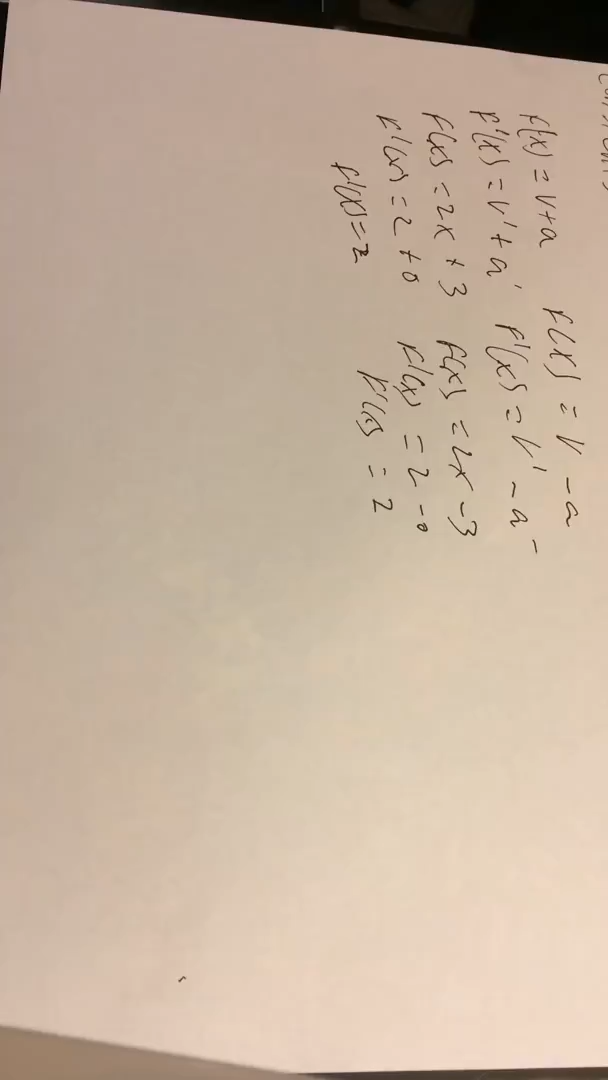 F(x) = v+a
F'(x) = v' + a'
F(x) = 2x + 3
F'(x) = 2 + 0
F'(x) = 2
F(x) = v - a
F'(x) = v' - a -
F(x) = 2x - 3
F'(x) = 2 - 0
F'(x) = 2